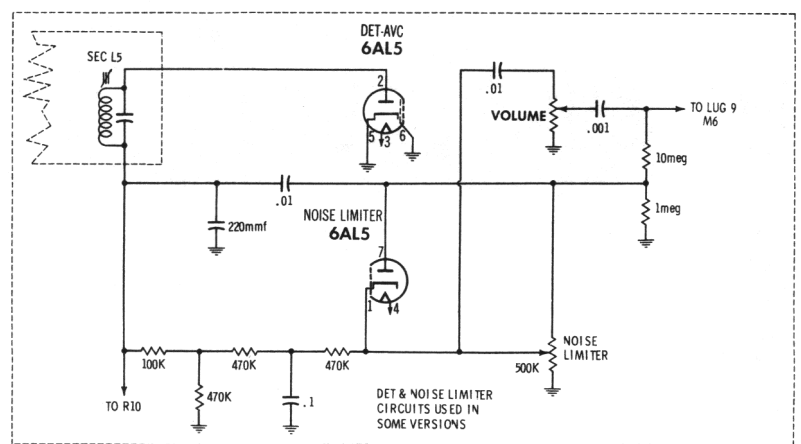 DET-AVC
6AL5
SEC L5
2
5
3
6
.01
VOLUME
.001
TO LUG 9
M6
10meg
1meg
.01
220mmf
NOISE LIMITER
6AL5
7
1
4
NOISE
LIMITER
500K
100K
470K
470K
470K
.1
TO R10
DET & NOISE LIMITER
CIRCUITS USED IN
SOME VERSIONS